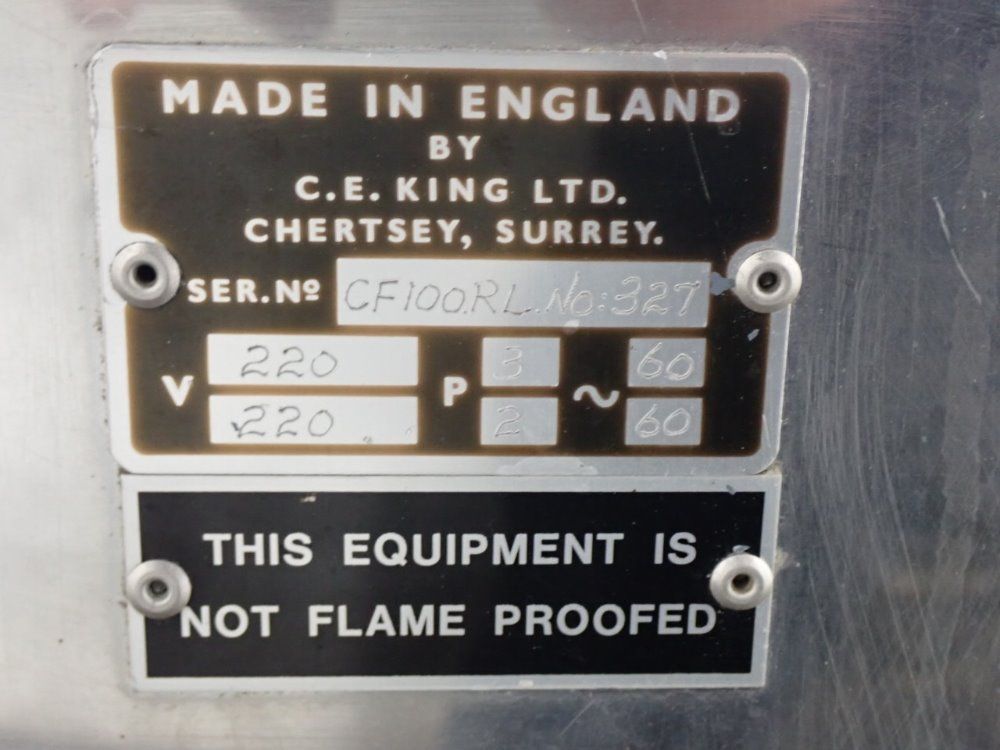 MADE IN ENGLAND
BY
C.E. KING LTD.
CHERTSEY, SURREY.
SER.Nº CF100.RL.No:327
V 220 P 3 ~ 60
220 2 60
THIS EQUIPMENT IS
NOT FLAME PROOFED